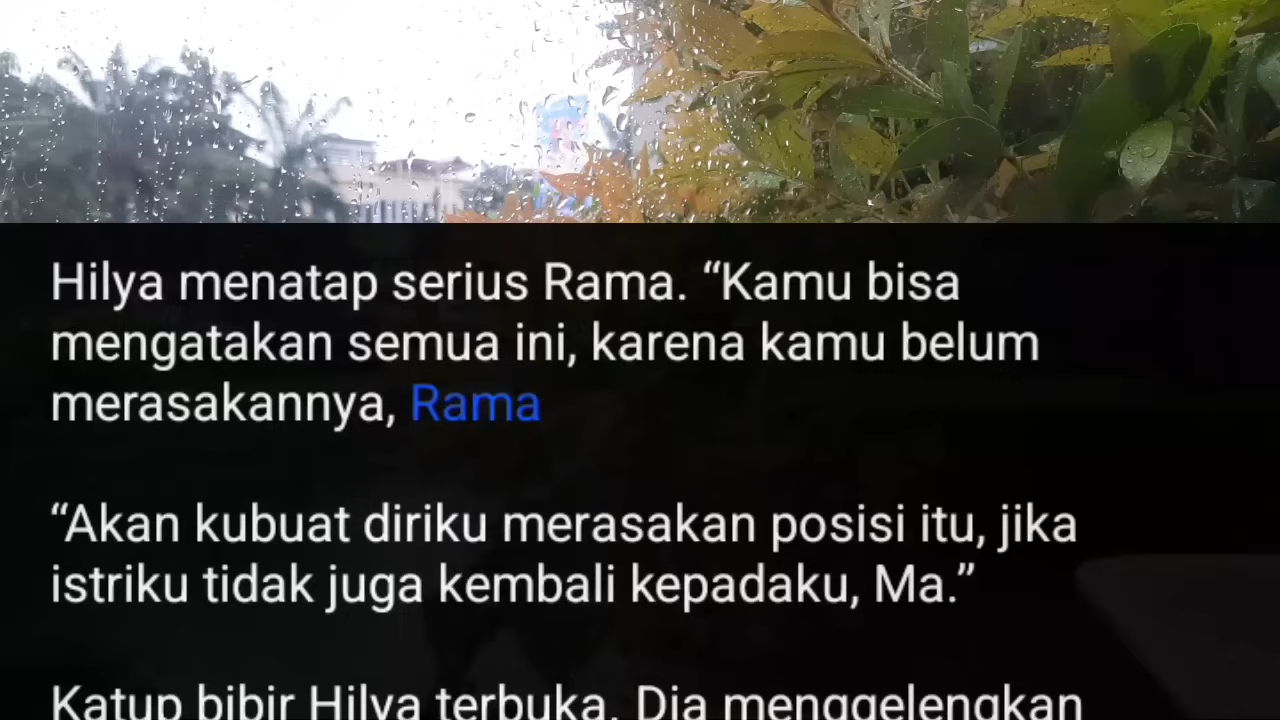 Hilya menatap serius Rama. “Kamu bisa
mengatakan semua ini, karena kamu belum
merasakannya, Rama
“Akan kubuat diriku merasakan posisi itu, jika
istriku tidak juga kembali kepadaku, Ma.”
Katup bibir Hilya terbuka. Dia menggelengkan